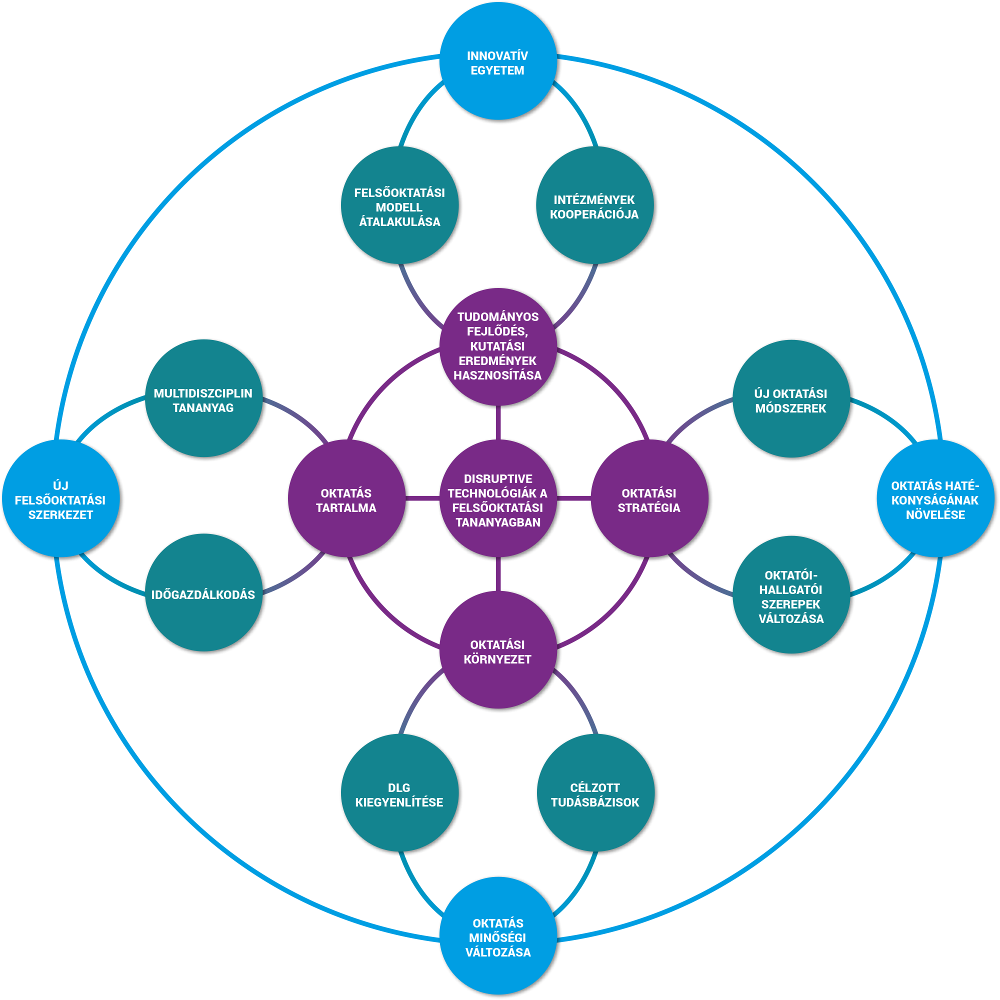 INNOVATÍV
EGYETEM
FELSŐOKTATÁSI
MODELL
ÁTALAKULÁSA
INTÉZMÉNYEK
KOOPERÁCIÓJA
TUDOMÁNYOS
FEJLŐDÉS,
KUTATÁSI
EREDMÉNYEK
HASZNOSÍTÁSA
MULTIDISZCIPLIN
TANANYAG
ÚJ OKTATÁSI
MÓDSZEREK
ÚJ
FELSŐOKTATÁSI
SZERKEZET
OKTATÁS
TARTALMA
DISRUPTIVE
TECHNOLÓGIÁK A
FELSŐOKTATÁSI
TANANYAGBAN
OKTATÁSI
STRATÉGIA
OKTATÁS HATÉ-
KONYSÁGÁNAK
NÖVELÉSE
IDŐGAZDÁLKODÁS
OKTATÓI-
HALLGATÓI
SZEREPEK
VÁLTOZÁSA
OKTATÁSI
KÖRNYEZET
DLG
KIEGYENLÍTÉSE
CÉLZOTT
TUDÁSBÁZISOK
OKTATÁS
MINŐSÉGI
VÁLTOZÁSA